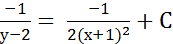 -1/(y-2) = -1/(2(x+1)²) + C